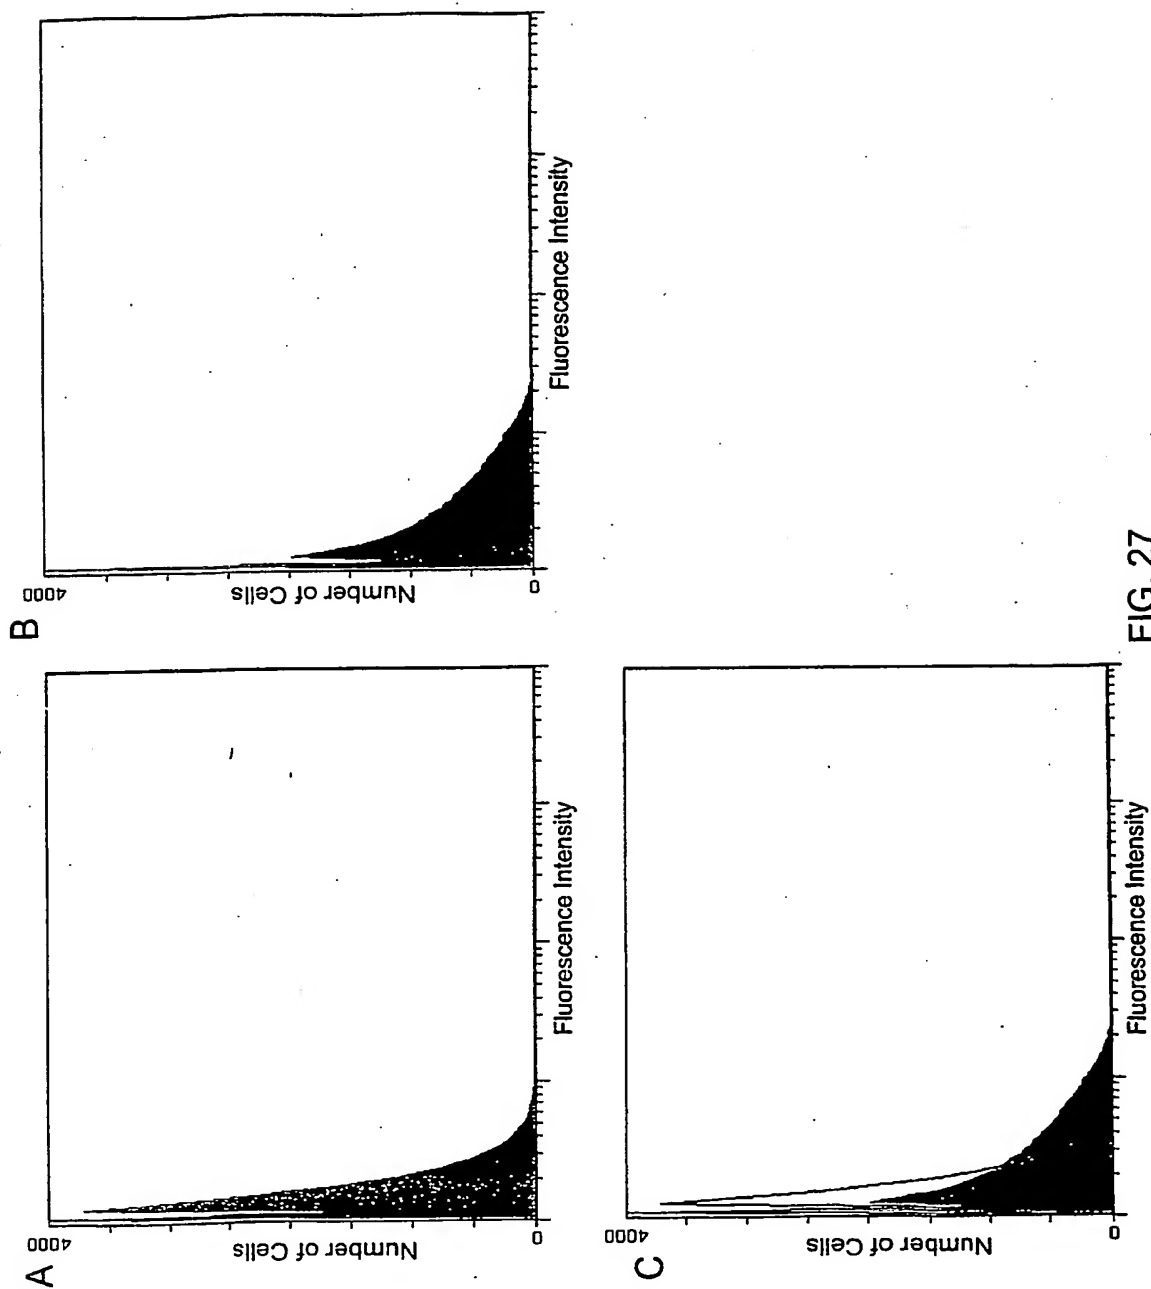 A
4000
Number of Cells
0
Fluorescence Intensity
B
4000
Number of Cells
0
Fluorescence Intensity
C
4000
Number of Cells
0
Fluorescence Intensity
FIG. 27